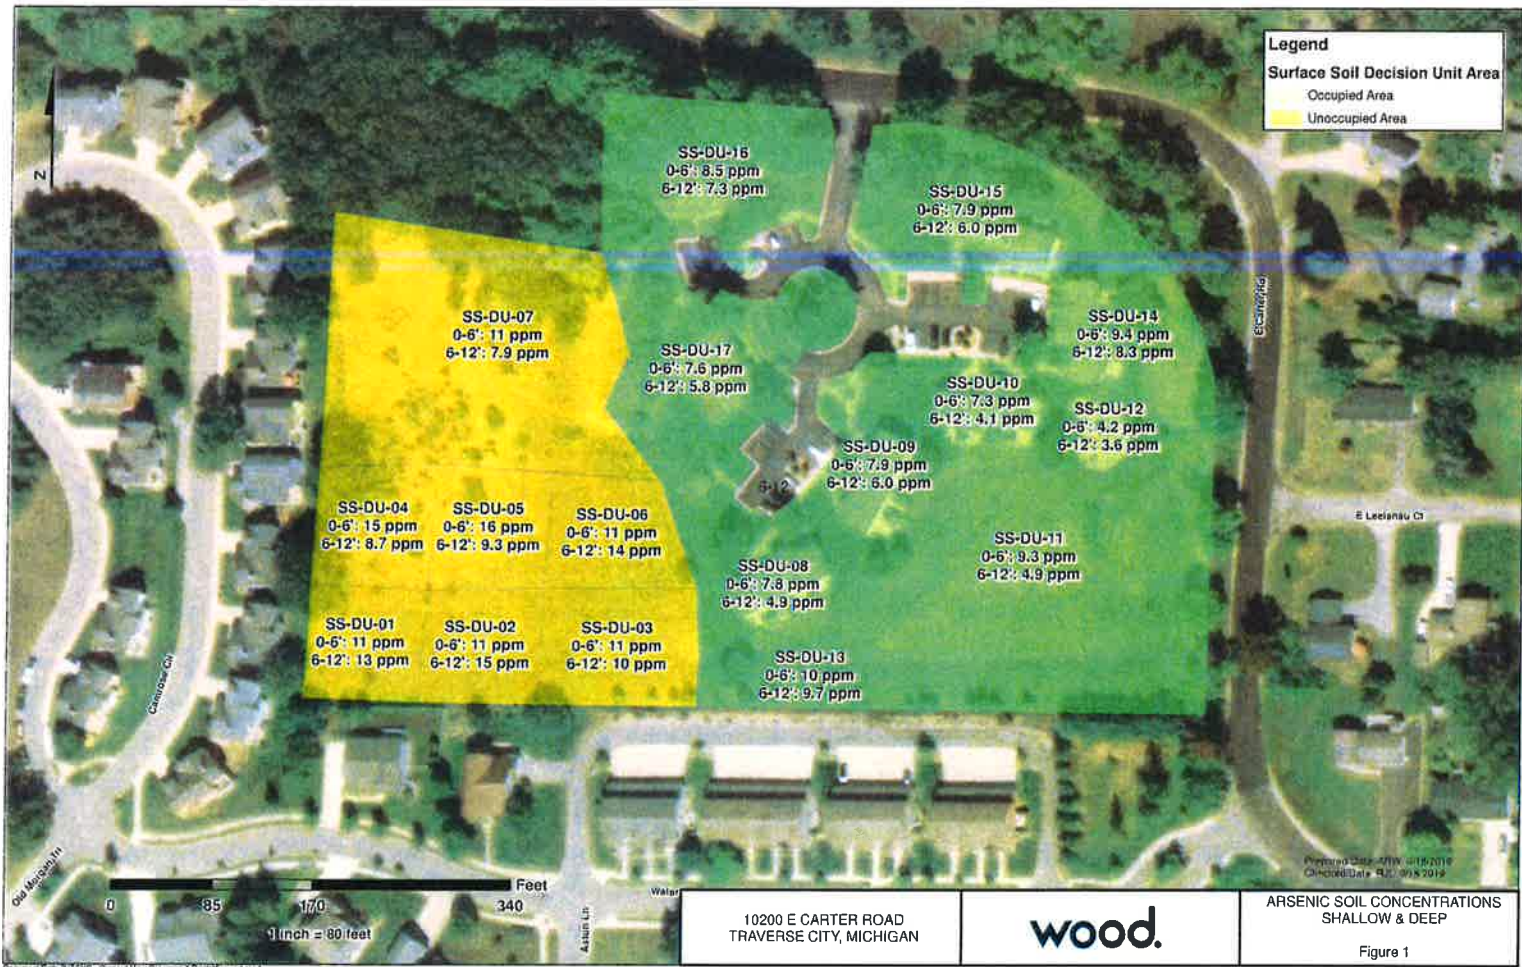 Legend
Surface Soil Decision Unit Area
Occupied Area
Unoccupied Area
N
SS-DU-16
0-6": 8.5 ppm
6-12": 7.3 ppm
SS-DU-15
0-6": 7.9 ppm
6-12": 6.0 ppm
SS-DU-07
0-6": 11 ppm
6-12": 7.9 ppm
SS-DU-17
0-6": 7.6 ppm
6-12": 5.8 ppm
SS-DU-14
0-6": 9.4 ppm
6-12": 8.3 ppm
SS-DU-10
0-6": 7.3 ppm
6-12": 4.1 ppm
SS-DU-12
0-6": 4.2 ppm
6-12": 3.6 ppm
SS-DU-09
0-6": 7.9 ppm
6-12": 6.0 ppm
6-12
SS-DU-04
0-6": 15 ppm
6-12": 8.7 ppm
SS-DU-05
0-6": 16 ppm
6-12": 9.3 ppm
SS-DU-06
0-6": 11 ppm
6-12": 14 ppm
SS-DU-11
0-6": 9.3 ppm
6-12": 4.9 ppm
SS-DU-08
0-6": 7.8 ppm
6-12": 4.9 ppm
SS-DU-01
0-6": 11 ppm
6-12": 13 ppm
SS-DU-02
0-6": 11 ppm
6-12": 15 ppm
SS-DU-03
0-6": 11 ppm
6-12": 10 ppm
SS-DU-13
0-6": 10 ppm
6-12": 9.7 ppm
E Carter Rd
E Leelanau Ct
Camrose Ch
Old Morgan Trl
Aston Ln
Feet
0 85 170 340
1 inch = 80 feet
10200 E CARTER ROAD
TRAVERSE CITY, MICHIGAN
wood.
ARSENIC SOIL CONCENTRATIONS
SHALLOW & DEEP
Figure 1